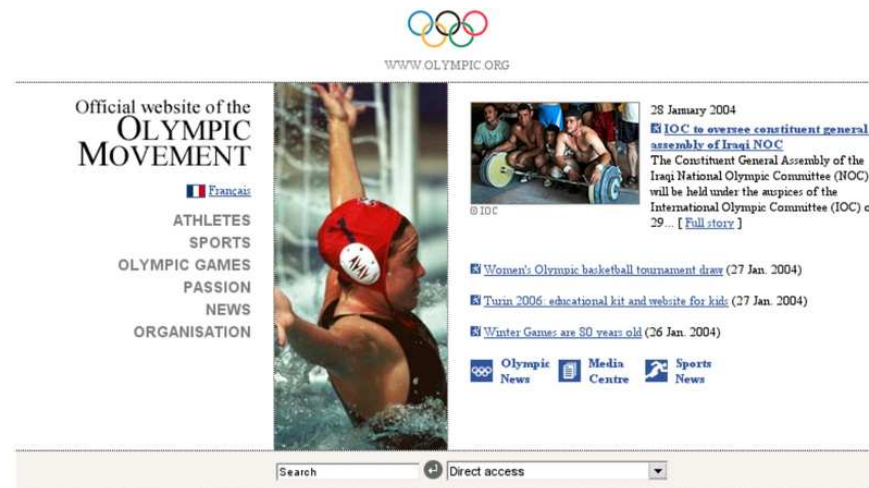 WWW.OLYMPIC.ORG
Official website of the
OLYMPIC
MOVEMENT
Français
ATHLETES
SPORTS
OLYMPIC GAMES
PASSION
NEWS
ORGANISATION
© IOC
28 January 2004
IOC to oversee constituent general
assembly of Iraqi NOC
The Constituent General Assembly of the
Iraqi National Olympic Committee (NOC)
will be held under the auspices of the
International Olympic Committee (IOC)
29... [ Full story ]
Women's Olympic basketball tournament draw (27 Jan. 2004)
Turin 2006: educational kit and website for kids (27 Jan. 2004)
Winter Games are 80 years old (26 Jan. 2004)
Olympic
News
Media
Centre
Sports
News
Search
Direct access